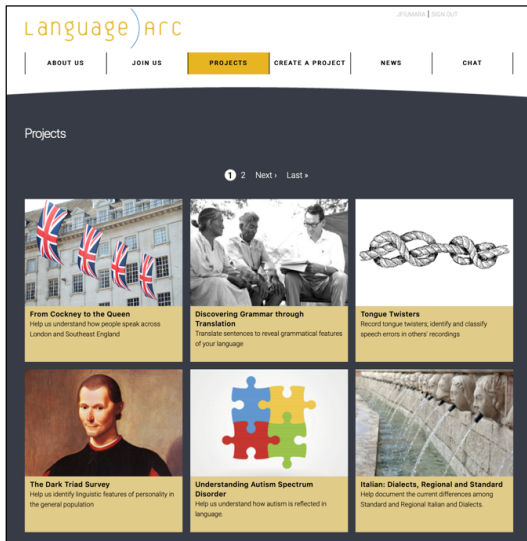 Language)Arc
JFIUMARA | SIGN OUT
ABOUT US
JOIN US
PROJECTS
CREATE A PROJECT
NEWS
CHAT
Projects
1 2 Next › Last »
From Cockney to the Queen
Help us understand how people speak across
London and Southeast England
Discovering Grammar through
Translation
Translate sentences to reveal grammatical features
of your language
Tongue Twisters
Record tongue twisters; identify and classify
speech errors in others' recordings
The Dark Triad Survey
Help us identify linguistic features of personality in
the general population
Understanding Autism Spectrum
Disorder
Help us understand how autism is reflected in
language.
Italian: Dialects, Regional and Standard
Help document the current differences among
Standard and Regional Italian and Dialects.